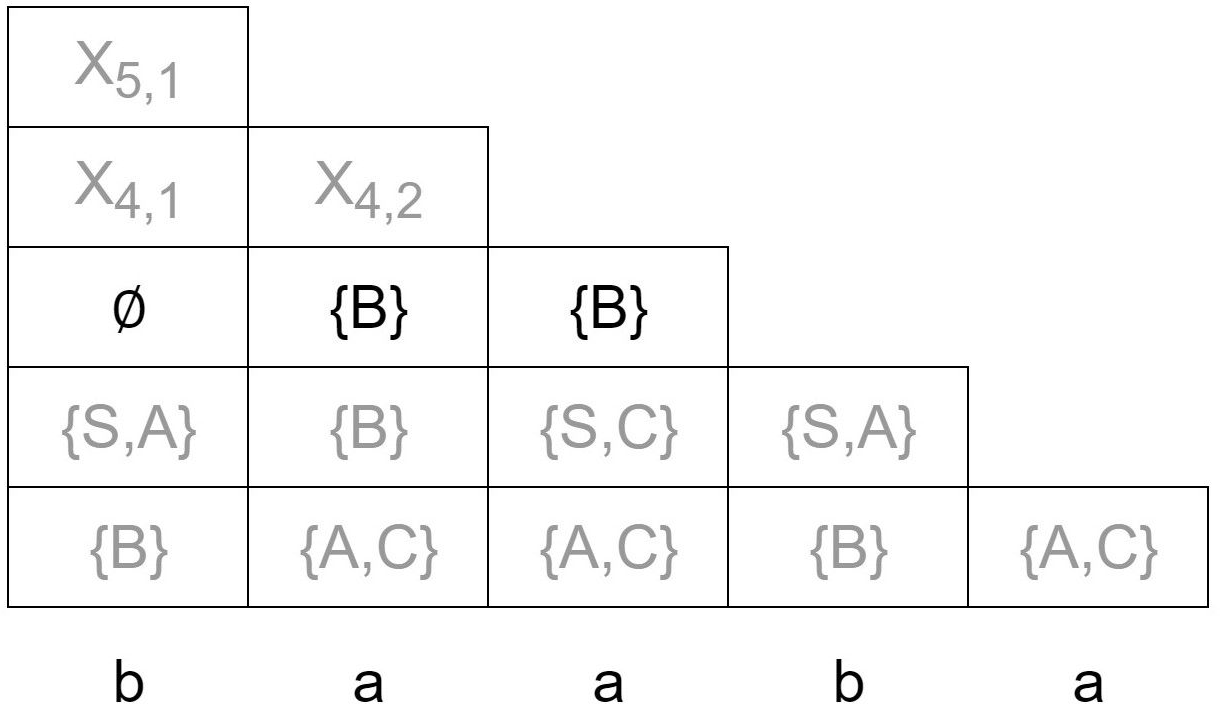 X5,1
X4,1 X4,2
∅ {B} {B}
{S,A} {B} {S,C} {S,A}
{B} {A,C} {A,C} {B} {A,C}
b a a b a